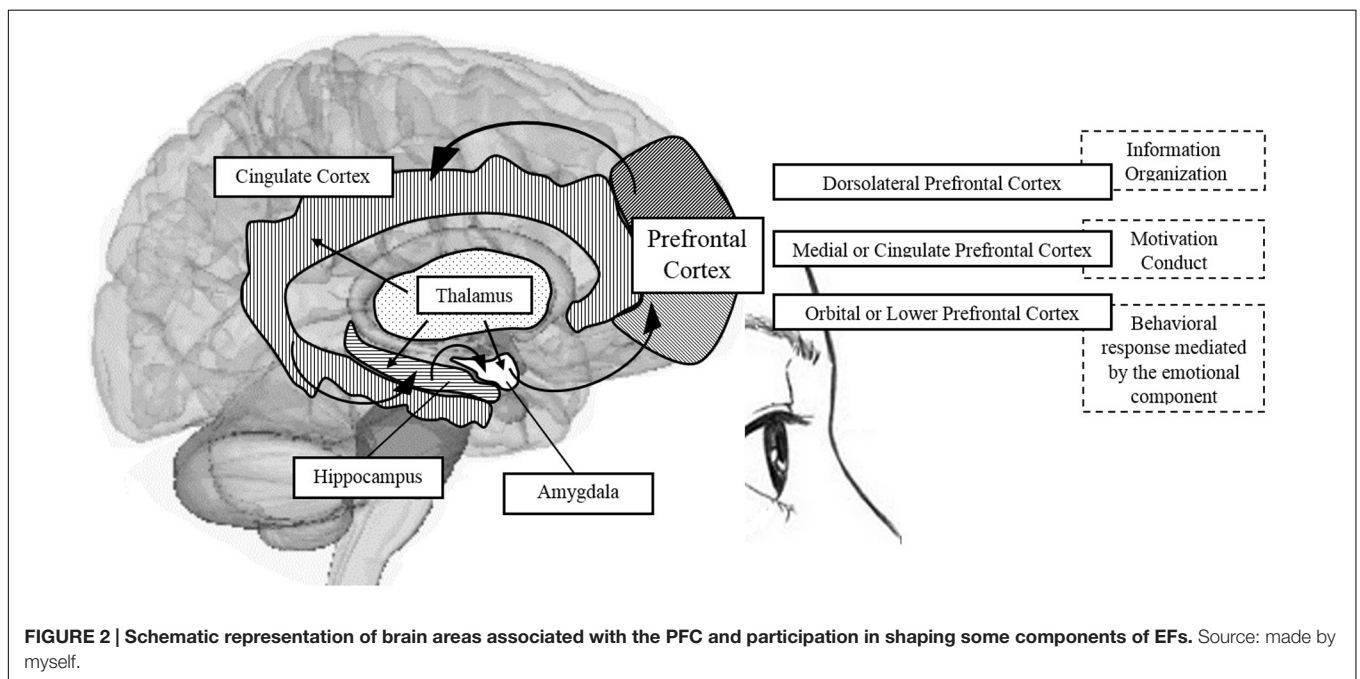 Cingulate Cortex
Thalamus
Hippocampus
Amygdala
Prefrontal
Cortex
Dorsolateral Prefrontal Cortex
Information
Organization
Medial or Cingulate Prefrontal Cortex
Motivation
Conduct
Orbital or Lower Prefrontal Cortex
Behavioral
response mediated
by the emotional
component
FIGURE 2 | Schematic representation of brain areas associated with the PFC and participation in shaping some components of EFs. Source: made by
myself.